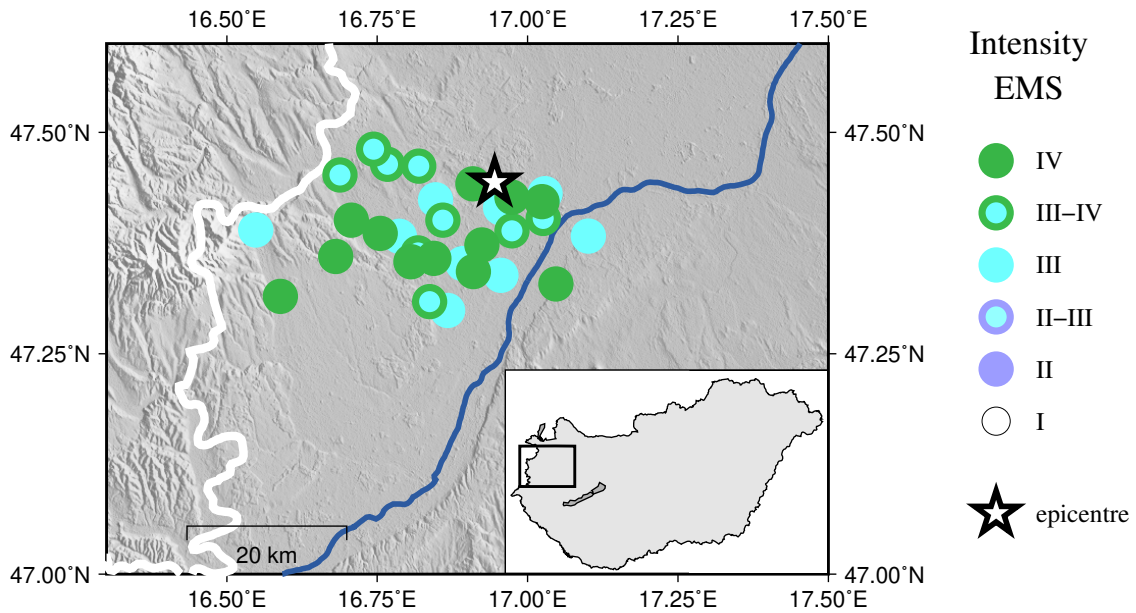 16.50°E 16.75°E 17.00°E 17.25°E 17.50°E
Intensity
EMS
47.50°N 47.50°N
IV
III–IV
III
II–III
II
I
47.25°N 47.25°N
epicentre
20 km
47.00°N 47.00°N
16.50°E 16.75°E 17.00°E 17.25°E 17.50°E